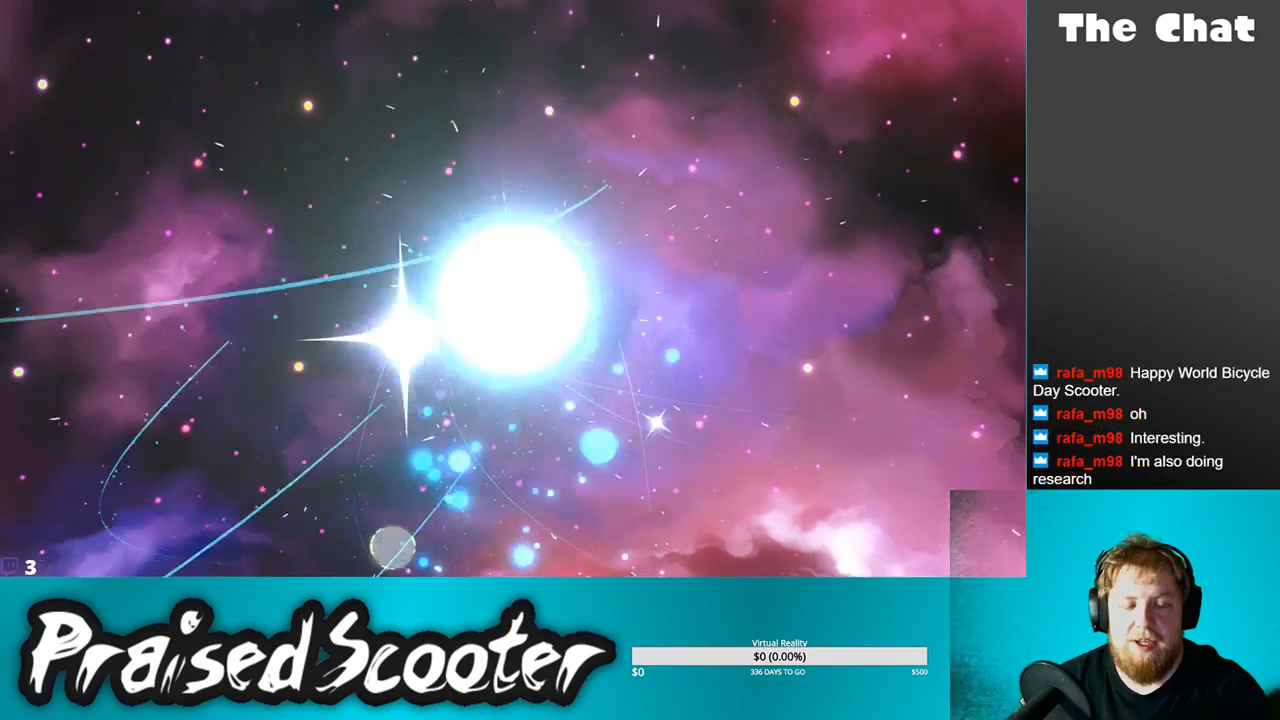 The Chat
rafa_m98 Happy World Bicycle
Day Scooter.
rafa_m98 oh
rafa_m98 Interesting.
rafa_m98 I'm also doing
research
3
PraisedScooter
Virtual Reality
$0 (0.00%)
$0 336 DAYS TO GO $500